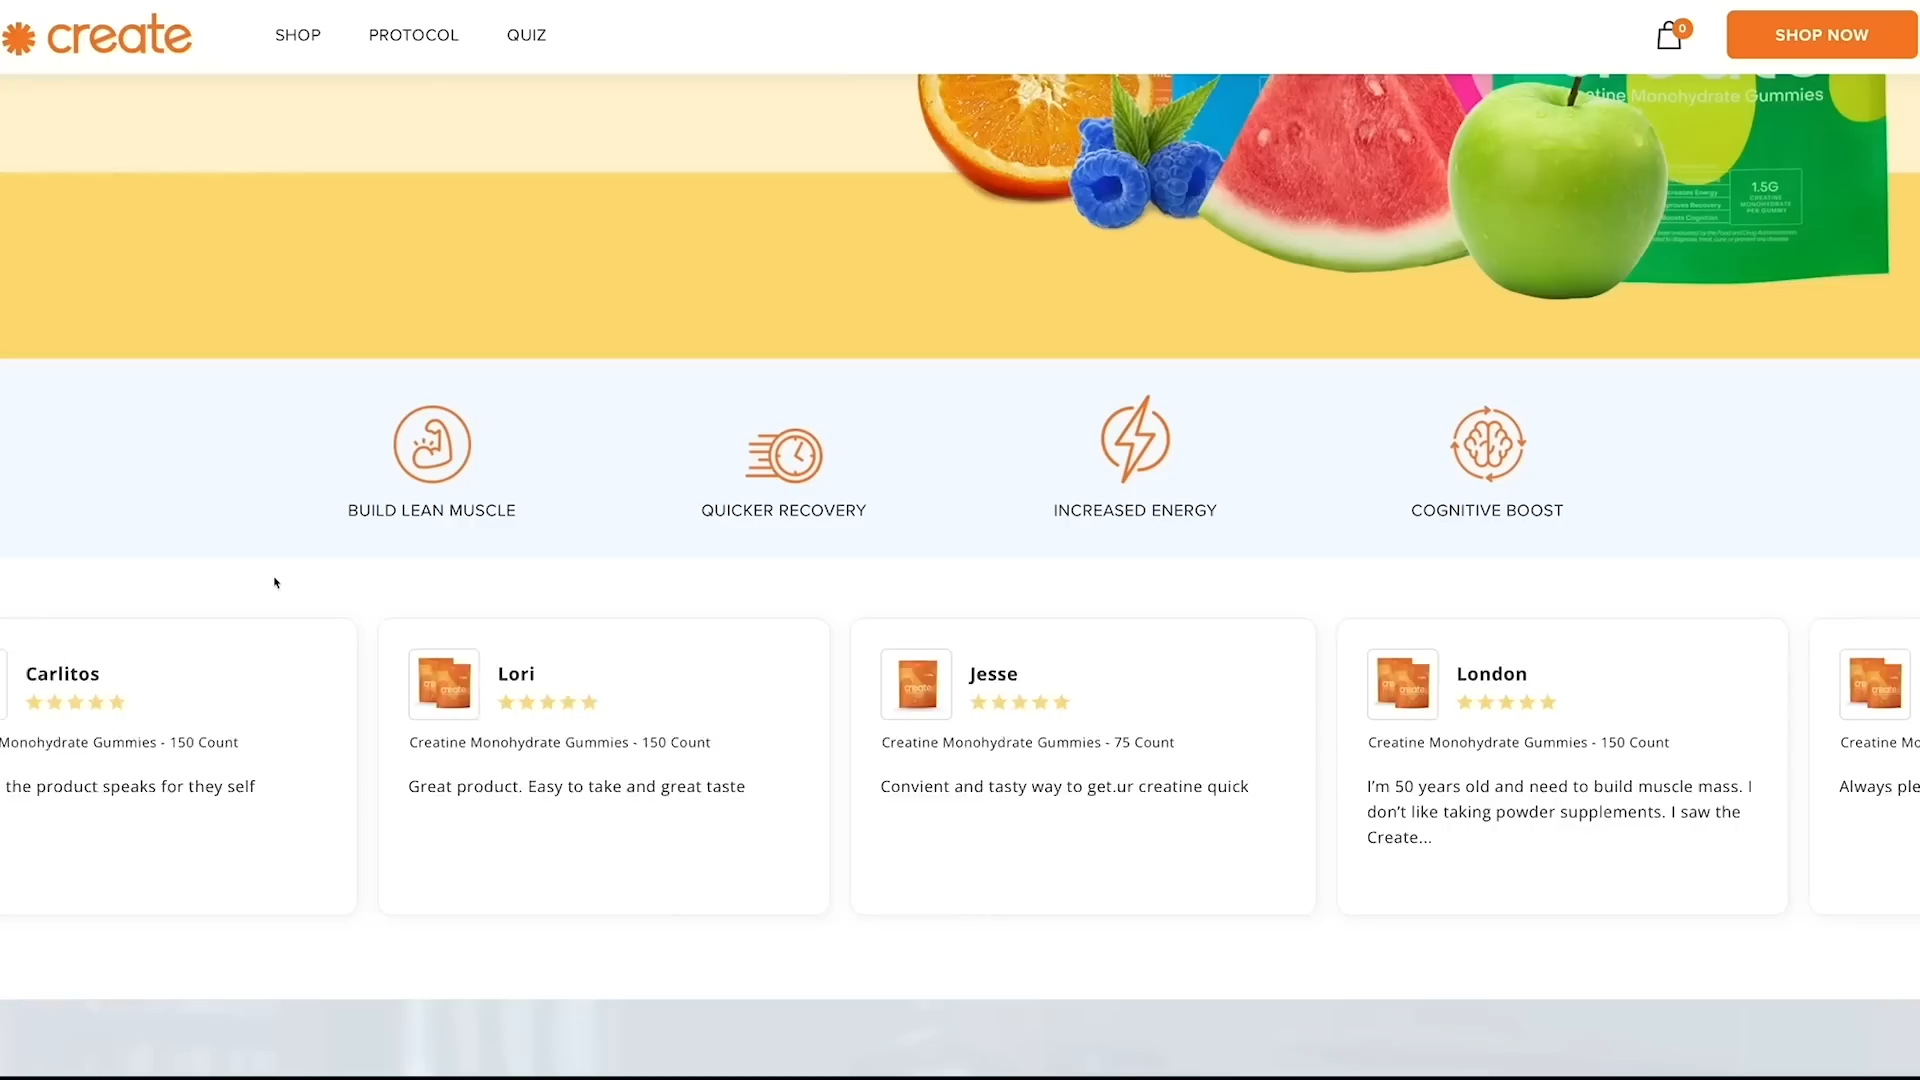 create
SHOP
PROTOCOL
QUIZ
0
SHOP NOW
Monohydrate Gummies
1.5G
CREATINE
MONOHYDRATE
PER GUMMY
BUILD LEAN MUSCLE
QUICKER RECOVERY
INCREASED ENERGY
COGNITIVE BOOST
Carlitos
Monohydrate Gummies - 150 Count
the product speaks for they self
Lori
Creatine Monohydrate Gummies - 150 Count
Great product. Easy to take and great taste
Jesse
Creatine Monohydrate Gummies - 75 Count
Convient and tasty way to get.ur creatine quick
London
Creatine Monohydrate Gummies - 150 Count
I’m 50 years old and need to build muscle mass. I
don’t like taking powder supplements. I saw the
Create...
Creatine Mo
Always ple